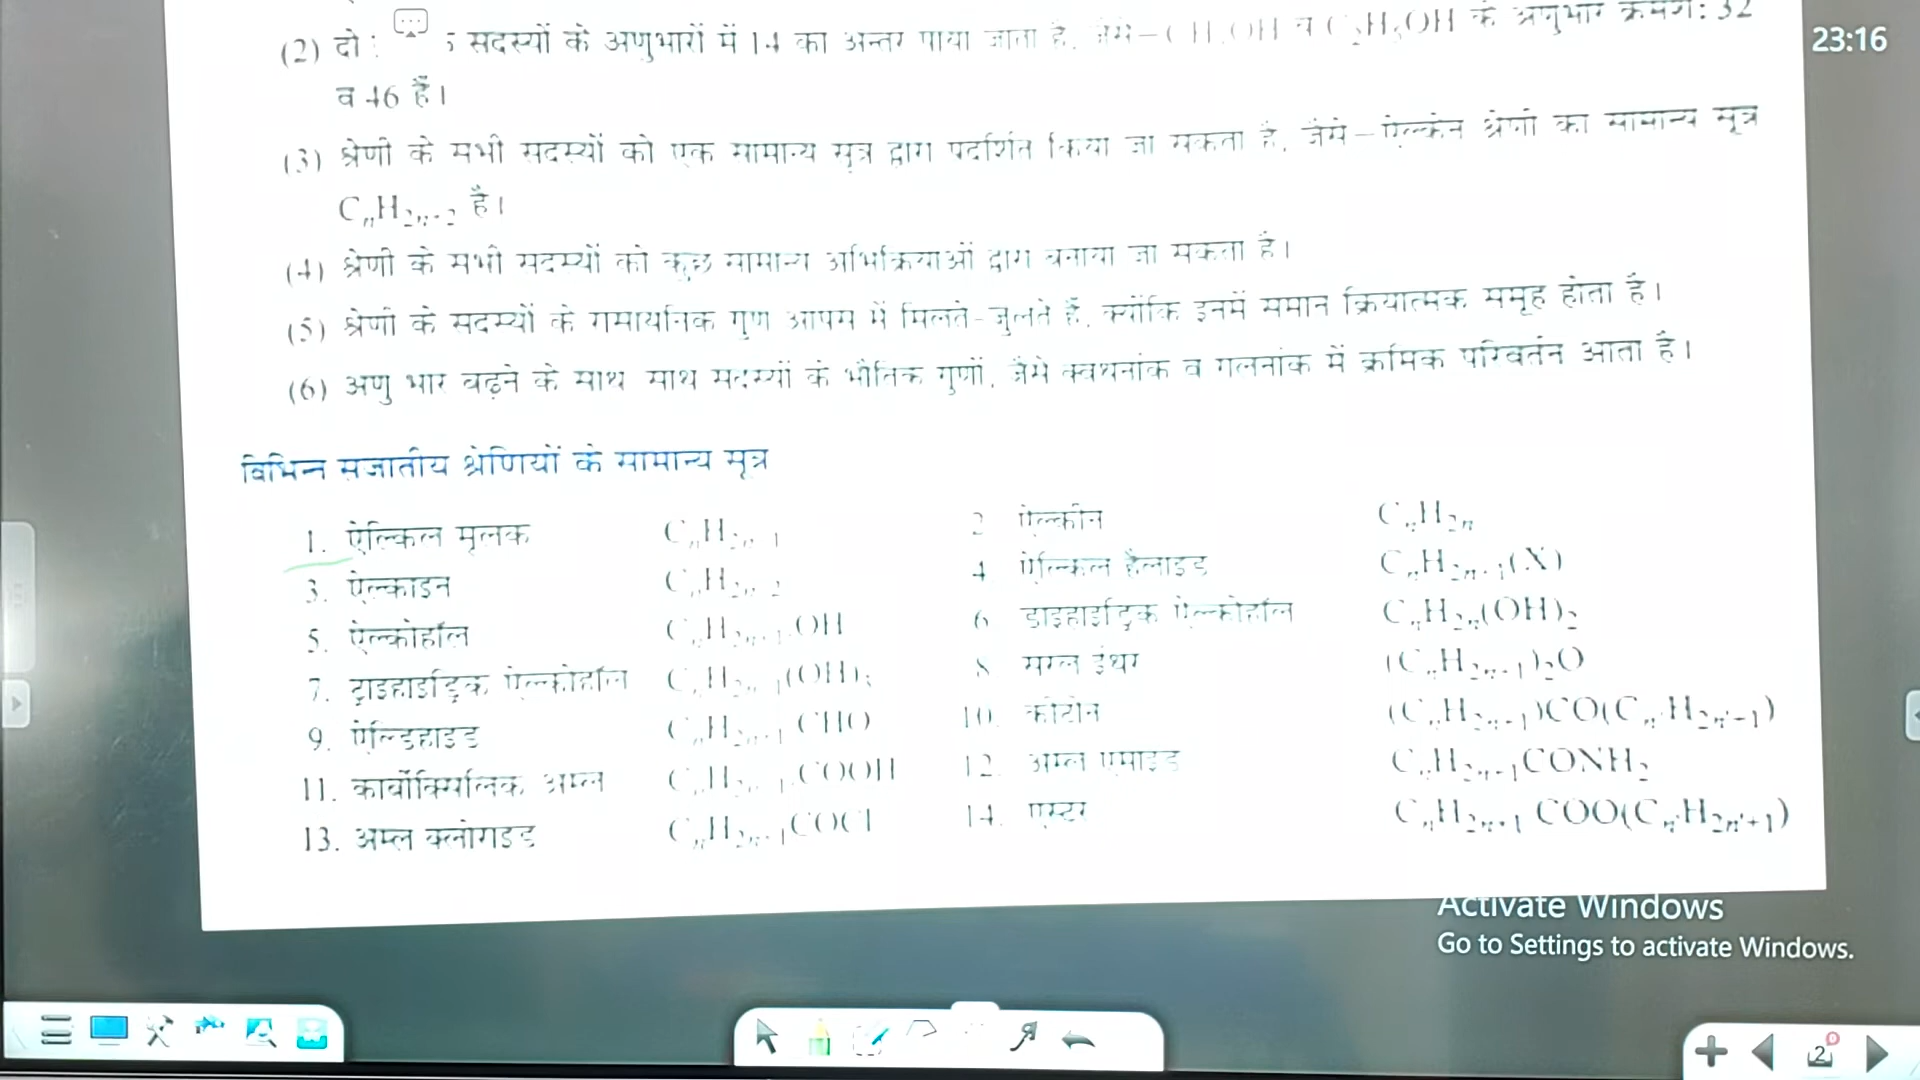 (2) दो सदस्यों के अणुभारों में 14 का अन्तर पाया जाता है, जैसे–CH₃OH व C₂H₅OH के अणुभार क्रमशः 32
व 46 हैं।
23:16
(3) श्रेणी के सभी सदस्यों को एक सामान्य सूत्र द्वारा प्रदर्शित किया जा सकता है, जैसे–ऐल्केन श्रेणी का सामान्य सूत्र
CₙH₂ₙ₊₂ है।
(4) श्रेणी के सभी सदस्यों को कुछ सामान्य अभिक्रियाओं द्वारा बनाया जा सकता है।
(5) श्रेणी के सदस्यों के रासायनिक गुण आपस में मिलते-जुलते हैं, क्योंकि इनमें समान क्रियात्मक समूह होता है।
(6) अणु भार बढ़ने के साथ साथ सदस्यों के भौतिक गुणों, जैसे क्वथनांक व गलनांक में क्रमिक परिवर्तन आता है।
विभिन्न सजातीय श्रेणियों के सामान्य सूत्र
1. ऐल्किल मूलक CₙH₂ₙ₊₁ 2 ऐल्कीन CₙH₂ₙ
3. ऐल्काइन CₙH₂ₙ₋₂ 4 ऐल्किल हैलाइड CₙH₂ₙ₊₁(X)
5. ऐल्कोहॉल CₙH₂ₙ₊₁OH 6 डाइहाइड्रिक ऐल्कोहॉल CₙH₂ₙ(OH)₂
7. ट्राइहाइड्रिक ऐल्कोहॉल CₙH₂ₙ₋₁(OH)₃ 8 सरल ईथर (CₙH₂ₙ₊₁)₂O
9. ऐल्डिहाइड CₙH₂ₙ₊₁CHO 10. कीटोन (CₙH₂ₙ₊₁)CO(Cₙ'H₂ₙ'₊₁)
11. कार्बोक्सिलिक अम्ल CₙH₂ₙ₊₁COOH 12. अम्ल एमाइड CₙH₂ₙ₊₁CONH₂
13. अम्ल क्लोराइड CₙH₂ₙ₊₁COCl 14. एस्टर CₙH₂ₙ₊₁COO(Cₙ'H₂ₙ'₊₁)
Activate Windows
Go to Settings to activate Windows.
2